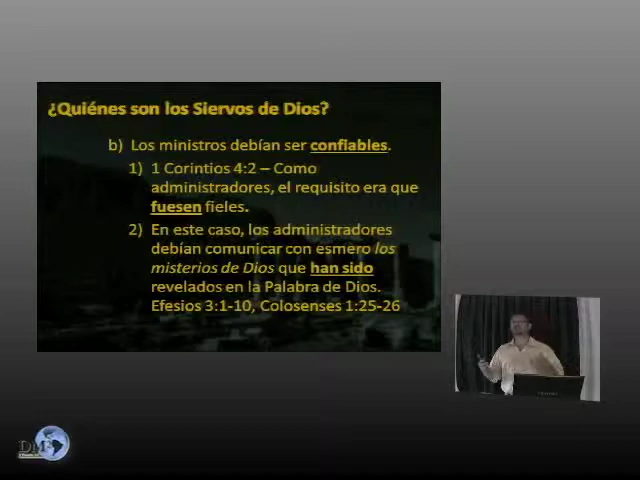 ¿Quiénes son los Siervos de Dios?
b) Los ministros debían ser confiables.
1) 1 Corintios 4:2 – Como
administradores, el requisito era que
fuesen fieles.
2) En este caso, los administradores
debían comunicar con esmero los
misterios de Dios que han sido
revelados en la Palabra de Dios.
Efesios 3:1-10, Colosenses 1:25-26